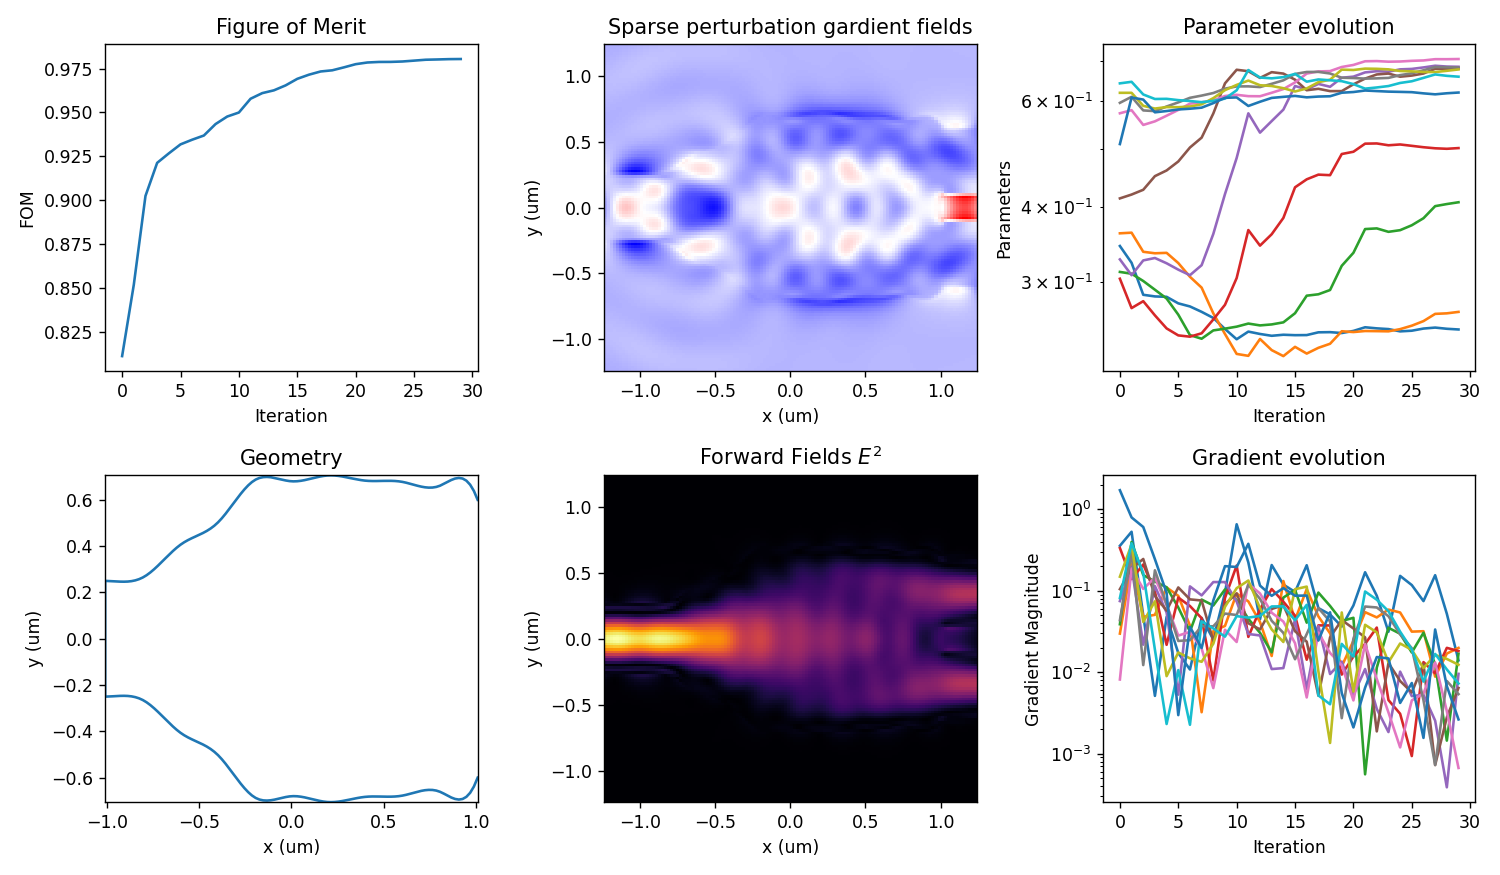 Figure of Merit
FOM
0.975
0.950
0.925
0.900
0.875
0.850
0.825
0 5 10 15 20 25 30
Iteration
Sparse perturbation gardient fields
y (um)
1.0
0.5
0.0
−0.5
−1.0
−1.0 −0.5 0.0 0.5 1.0
x (um)
Parameter evolution
Parameters
6 × 10⁻¹
4 × 10⁻¹
3 × 10⁻¹
0 5 10 15 20 25 30
Iteration
Geometry
y (um)
0.6
0.4
0.2
0.0
−0.2
−0.4
−0.6
−1.0 −0.5 0.0 0.5 1.0
x (um)
Forward Fields E²
y (um)
1.0
0.5
0.0
−0.5
−1.0
−1.0 −0.5 0.0 0.5 1.0
x (um)
Gradient evolution
Gradient Magnitude
10⁰
10⁻¹
10⁻²
10⁻³
0 5 10 15 20 25 30
Iteration